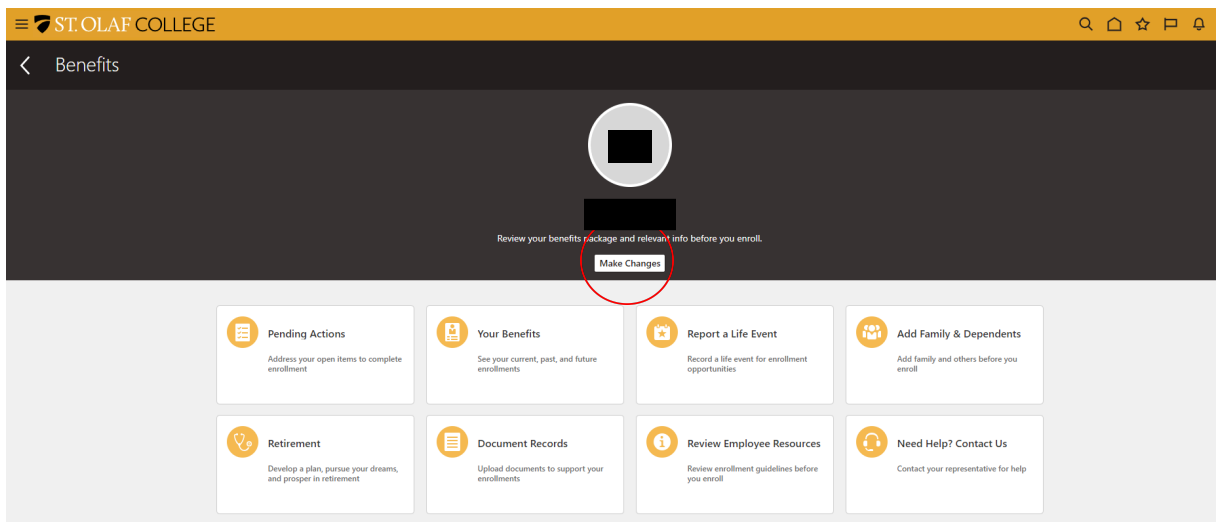 ST. OLAF COLLEGE
Benefits
Review your benefits package and relevant info before you enroll.
Make Changes
Pending Actions
Address your open items to complete
enrollment
Your Benefits
See your current, past, and future
enrollments
Report a Life Event
Record a life event for enrollment
opportunities
Add Family & Dependents
Add family and others before you
enroll
Retirement
Develop a plan, pursue your dreams,
and prosper in retirement
Document Records
Upload documents to support your
enrollments
Review Employee Resources
Review enrollment guidelines before
you enroll
Need Help? Contact Us
Contact your representative for help